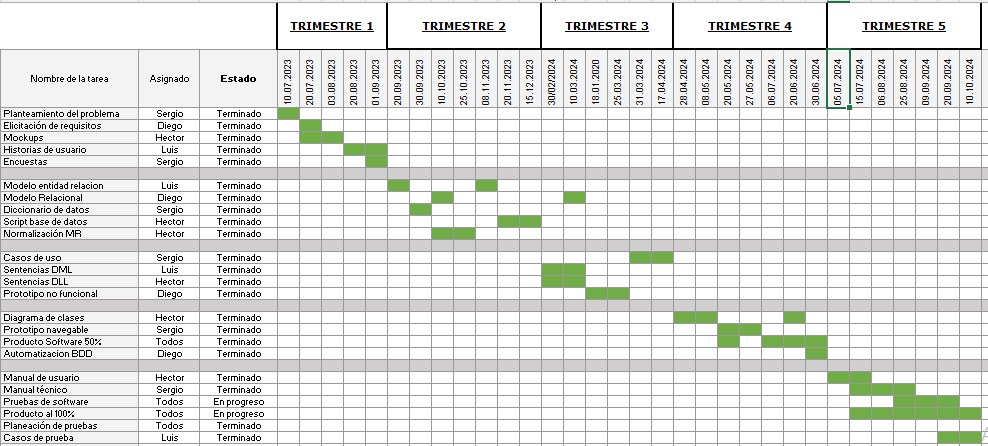 TRIMESTRE 1 TRIMESTRE 2 TRIMESTRE 3 TRIMESTRE 4 TRIMESTRE 5
Nombre de la tarea Asignado Estado 10.07.2023 20.07.2023 03.08.2023 20.08.2023 01.09.2023 20.09.2023 30.09.2023 10.10.2023 25.10.2023 08.11.2023 20.11.2023 15.12.2023 30/02/2024 10.03.2024 18.01.2020 25.03.2024 31.03.2024 17.04.2024 28.04.2024 08.05.2024 20.05.2024 27.05.2024 06.07.2024 20.06.2024 30.06.2024 05.07.2024 15.07.2024 06.08.2024 25.08.2024 09.09.2024 20.09.2024 10.10.2024
Planteamiento del problema Sergio Terminado
Elicitación de requisitos Diego Terminado
Mockups Hector Terminado
Historias de usuario Luis Terminado
Encuestas Sergio Terminado
Modelo entidad relacion Luis Terminado
Modelo Relacional Diego Terminado
Diccionario de datos Sergio Terminado
Script base de datos Hector Terminado
Normalización MR Hector Terminado
Casos de uso Sergio Terminado
Sentencias DML Luis Terminado
Sentencias DLL Hector Terminado
Prototipo no funcional Diego Terminado
Diagrama de clases Hector Terminado
Prototipo navegable Sergio Terminado
Producto Software 50% Todos Terminado
Automatizacion BDD Diego Terminado
Manual de usuario Hector Terminado
Manual técnico Sergio Terminado
Pruebas de software Todos En progreso
Producto al 100% Todos En progreso
Planeación de pruebas Todos Terminado
Casos de prueba Luis Terminado